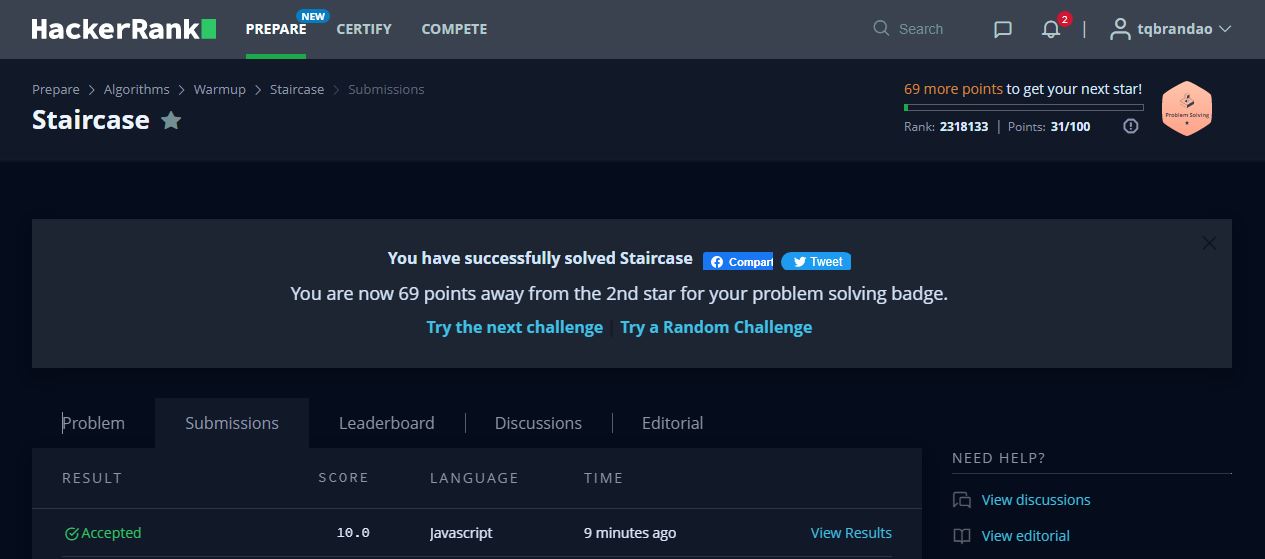 HackerRank
PREPARE NEW CERTIFY COMPETE Search 2 tqbrandao
Prepare > Algorithms > Warmup > Staircase > Submissions
Staircase
69 more points to get your next star!
Rank: 2318133 | Points: 31/100
Problem Solving
You have successfully solved Staircase Compart Tweet
You are now 69 points away from the 2nd star for your problem solving badge.
Try the next challenge | Try a Random Challenge
Problem Submissions Leaderboard Discussions Editorial
RESULT SCORE LANGUAGE TIME
Accepted 10.0 Javascript 9 minutes ago View Results
NEED HELP?
View discussions
View editorial